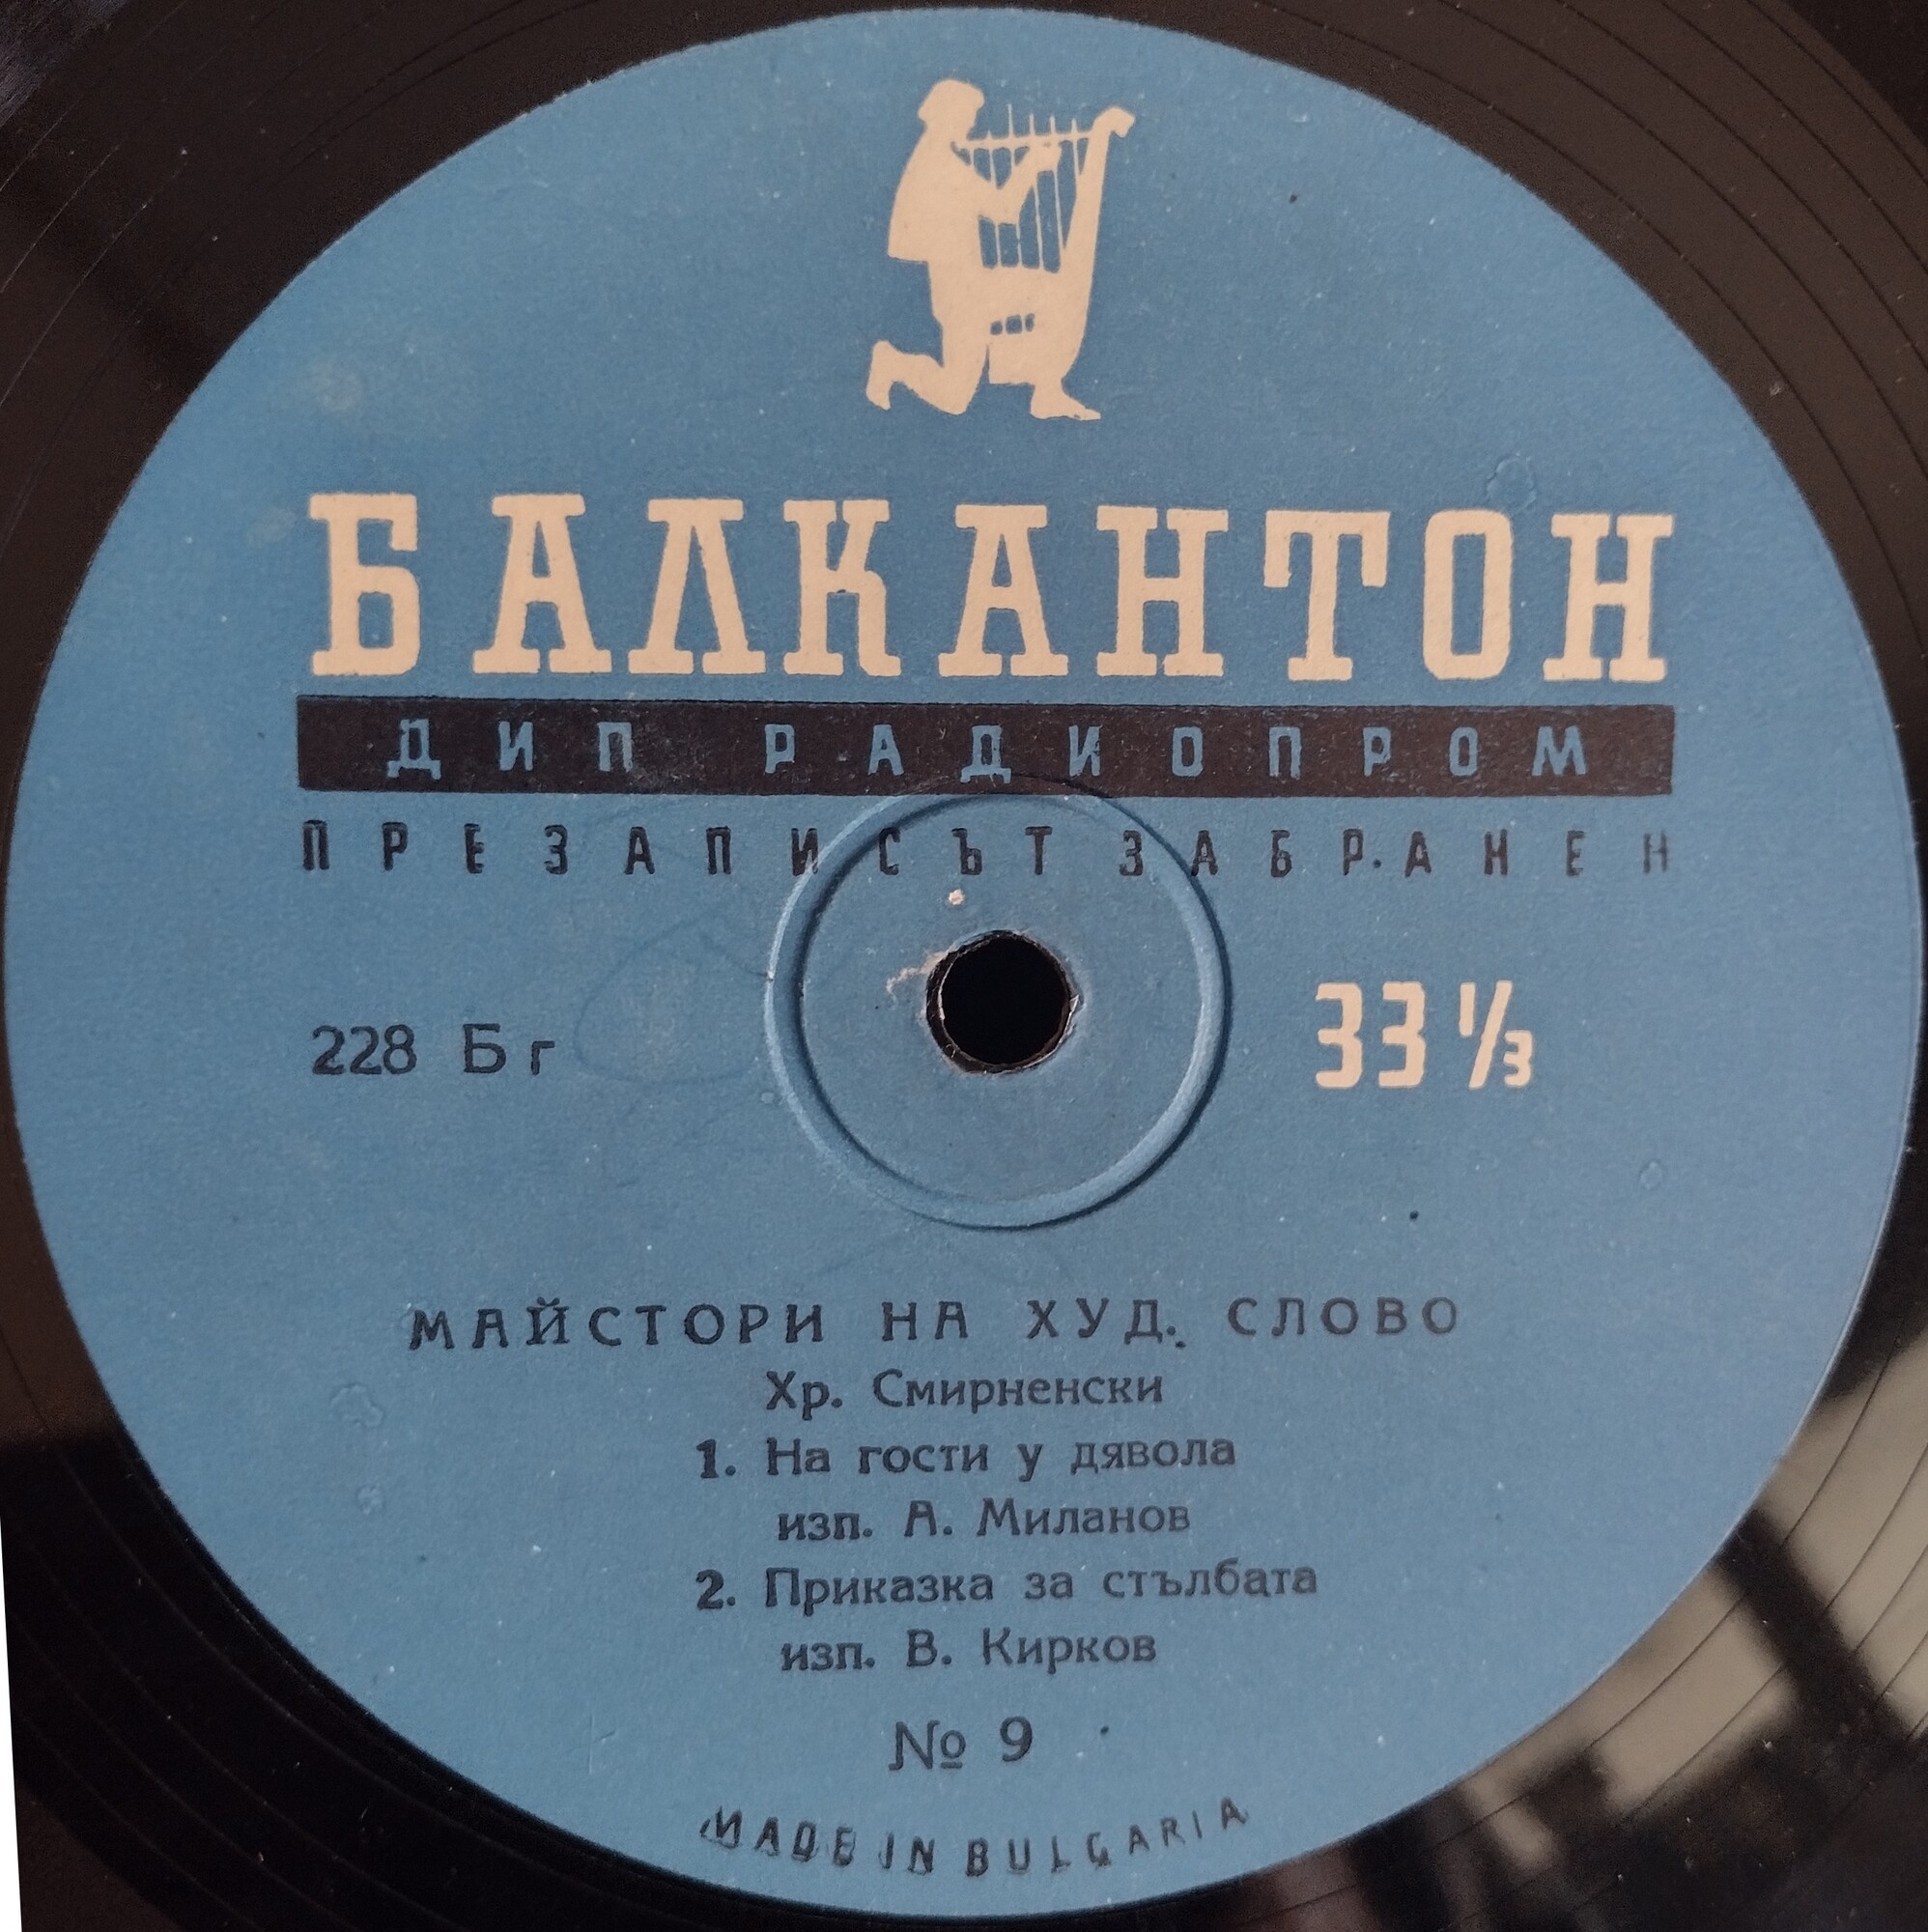 БАЛКАНТОН
ДИП РАДИОПРОМ
ПРЕЗАПИСЪТ ЗАБРАНЕН
228 Бг
33 1/3
МАЙСТОРИ НА ХУД. СЛОВО
Хр. Смирненски
1. На гости у дявола
изп. А. Миланов
2. Приказка за стълбата
изп. В. Кирков
№ 9
MADE IN BULGARIA